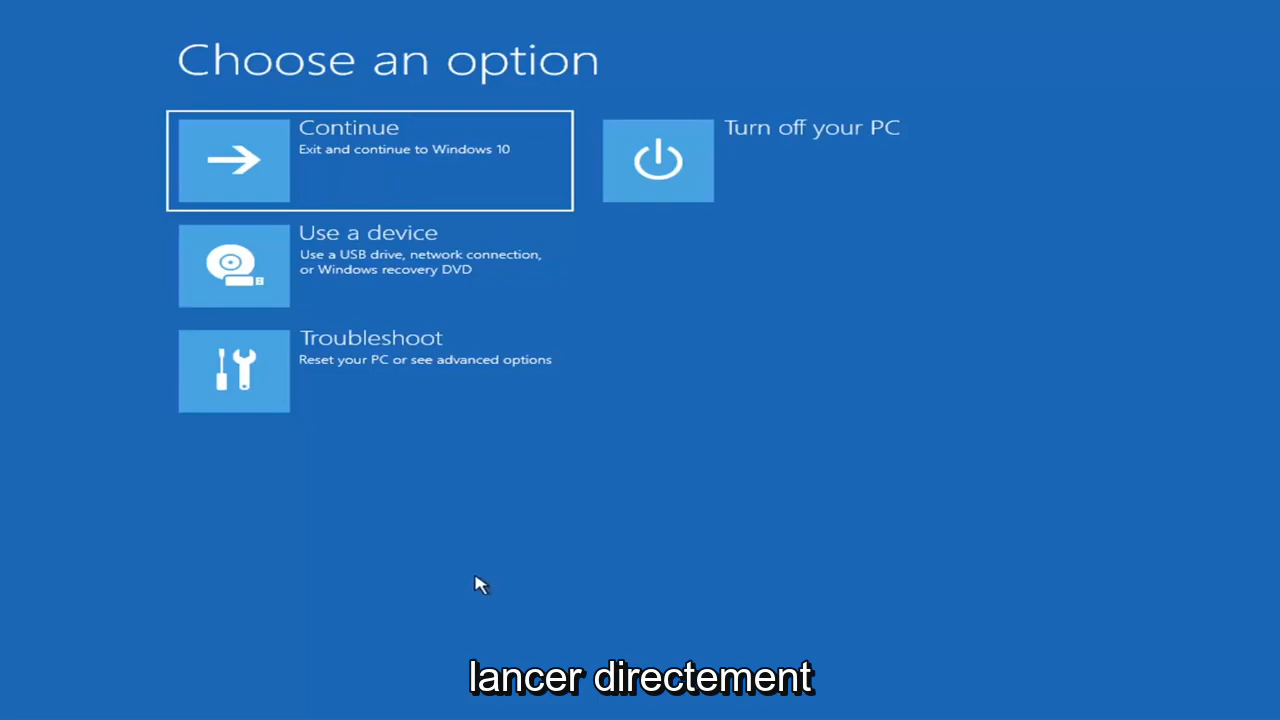 Choose an option
Continue
Exit and continue to Windows 10
Turn off your PC
Use a device
Use a USB drive, network connection,
or Windows recovery DVD
Troubleshoot
Reset your PC or see advanced options
lancer directement